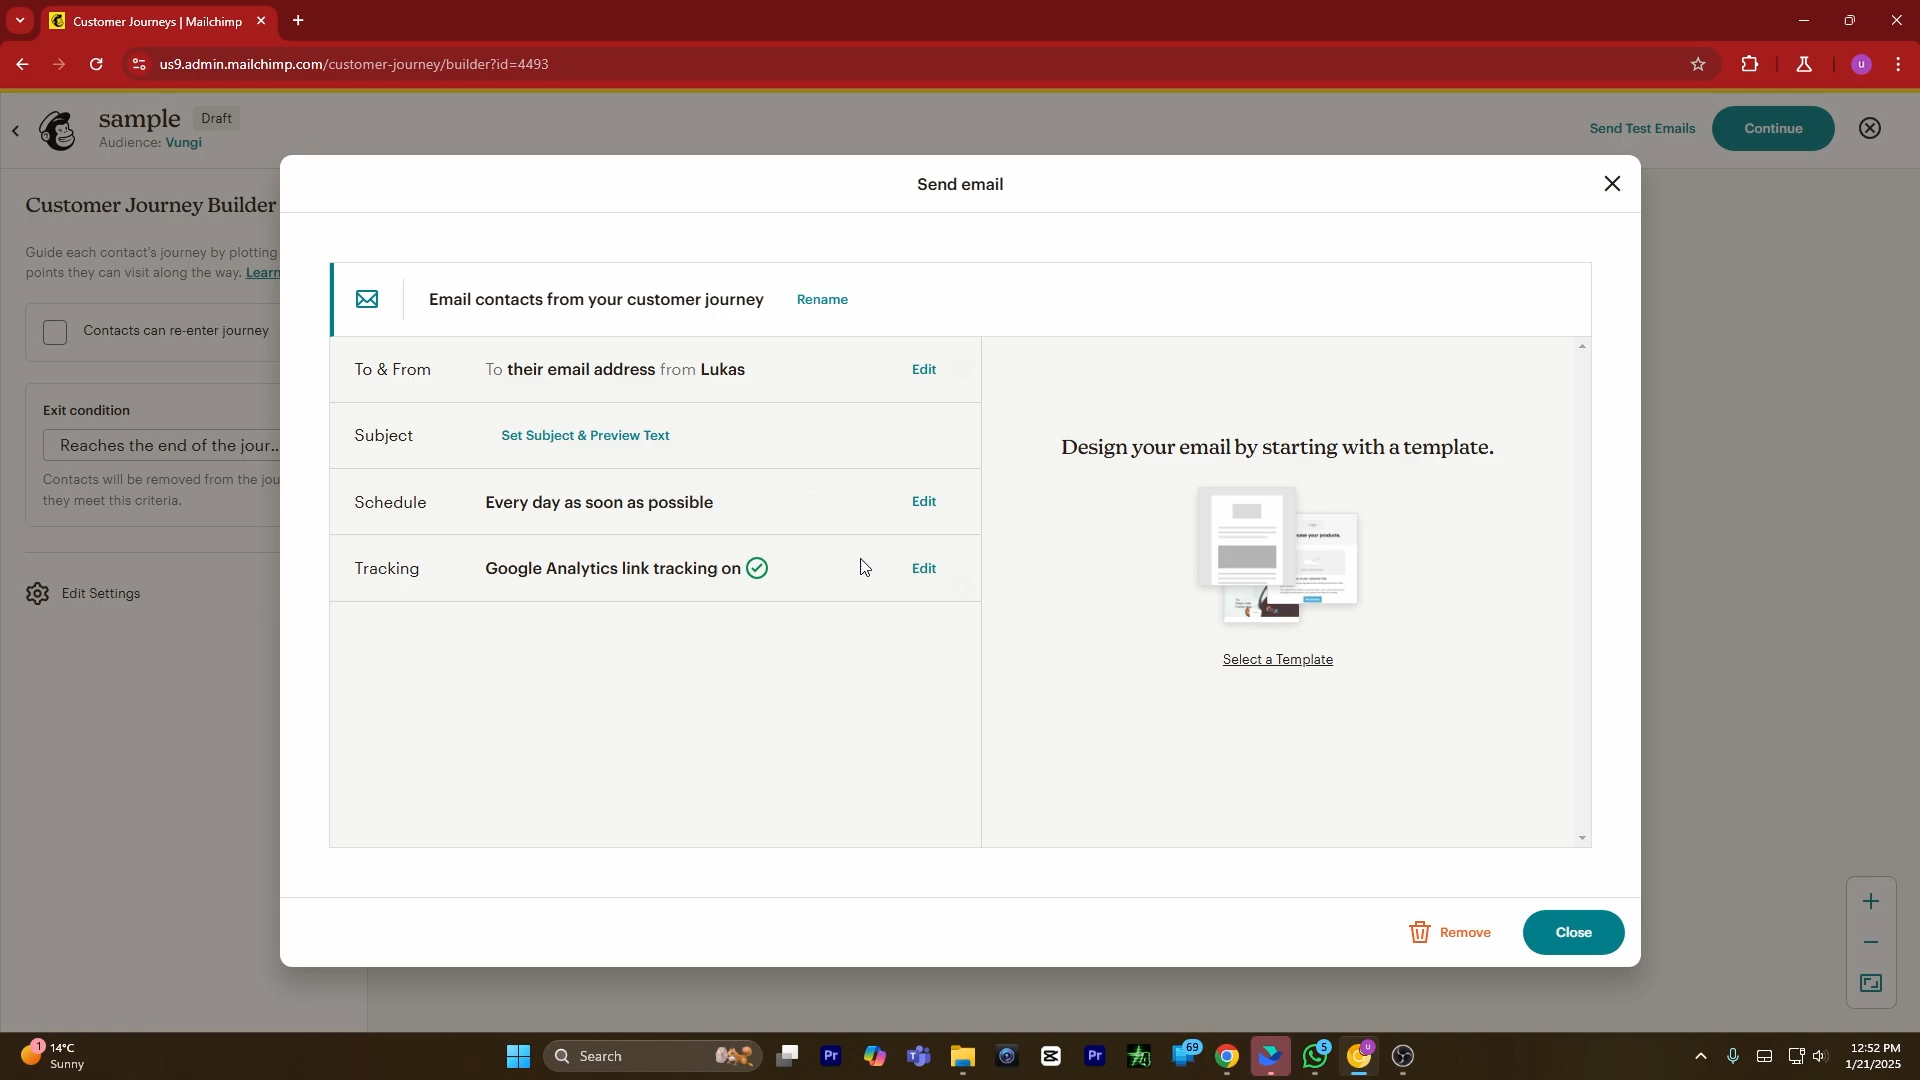 Customer Journeys | Mailchimp
us9.admin.mailchimp.com/customer-journey/builder?id=4493
u
sample
Draft
Audience: Vungi
Send Test Emails
Continue
Customer Journey Builder
Guide each contact's journey by plotting
points they can visit along the way. Learn
Contacts can re-enter journey
Exit condition
Reaches the end of the jour...
Contacts will be removed from the jou
they meet this criteria.
Edit Settings
Send email
Email contacts from your customer journey
Rename
To & From
To their email address from Lukas
Edit
Subject
Set Subject & Preview Text
Schedule
Every day as soon as possible
Edit
Tracking
Google Analytics link tracking on
Edit
Design your email by starting with a template.
Select a Template
Remove
Close
1
14°C
Sunny
Search
Pr
Pr
69
5
u
12:52 PM
1/21/2025